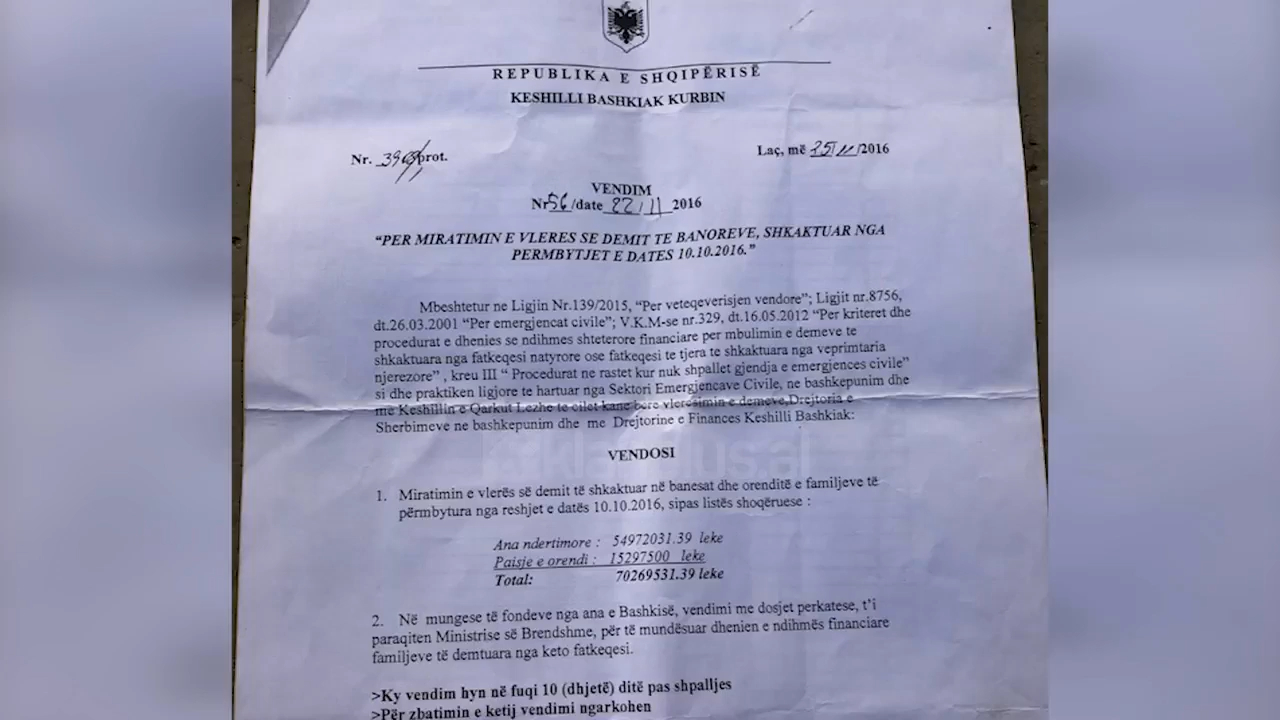 REPUBLIKA E SHQIPËRISË
KESHILLI BASHKIAK KURBIN
Nr. prot. Laç, më 25/11/2016
VENDIM
Nr 56/date 22/11 2016
“PER MIRATIMIN E VLERES SE DEMIT TE BANOREVE, SHKAKTUAR NGA
PERMBYTJET E DATES 10.10.2016.”
Mbeshtetur ne Ligjin Nr.139/2015, “Per veteqeverisjen vendore”; Ligjit nr.8756,
dt.26.03.2001 “Per emergjencat civile”; V.K.M-se nr.329, dt.16.05.2012 “Per kriteret dhe
procedurat e dhenies se ndihmes shteterore financiare per mbulimin e demeve te
shkaktuara nga fatkeqesi natyrore ose fatkeqesi te tjera te shkaktuara nga veprimtaria
njerezore” , kreu III “ Procedurat ne rastet kur nuk shpallet gjendja e emergjences civile”
si dhe praktiken ligjore te hartuar nga Sektori Emergjencave Civile, ne bashkepunim dhe
me Keshillin e Qarkut Lezhe te cilet kane bere vleresimin e demeve,Drejtoria e
Sherbimeve ne bashkepunim dhe me Drejtorine e Finances Keshilli Bashkiak:
VENDOSI
1. Miratimin e vlerës së demit të shkaktuar në banesat dhe orenditë e familjeve të
përmbytura nga reshjet e datës 10.10.2016, sipas listës shoqëruese :
Ana ndertimore : 54972031.39 leke
Paisje e orendi : 15297500 leke
Total: 70269531.39 leke
2. Në mungese të fondeve nga ana e Bashkisë, vendimi me dosjet perkatese, t’i
paraqiten Ministrise së Brendshme, për të mundësuar dhenien e ndihmës financiare
familjeve të demtuara nga keto fatkeqesi.
>Ky vendim hyn në fuqi 10 (dhjetë) ditë pas shpalljes
>Për zbatimin e ketij vendimi ngarkohen